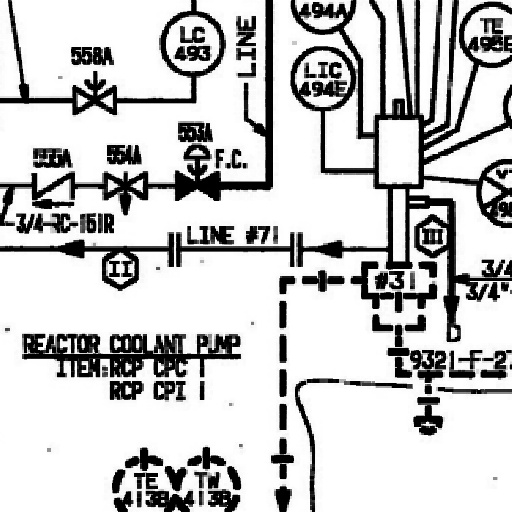 494A
TE
LC
493
LINE
558A
LIC
494E
555A
554A
553A
F.C.
3/4-RC-151R
LINE #71
III
II
#31
3/4
3/4"
REACTOR COOLANT PUMP
ITEM:RCP CPC 1
RCP CPI 1
9321-F-27
TE
413B
TW
413B